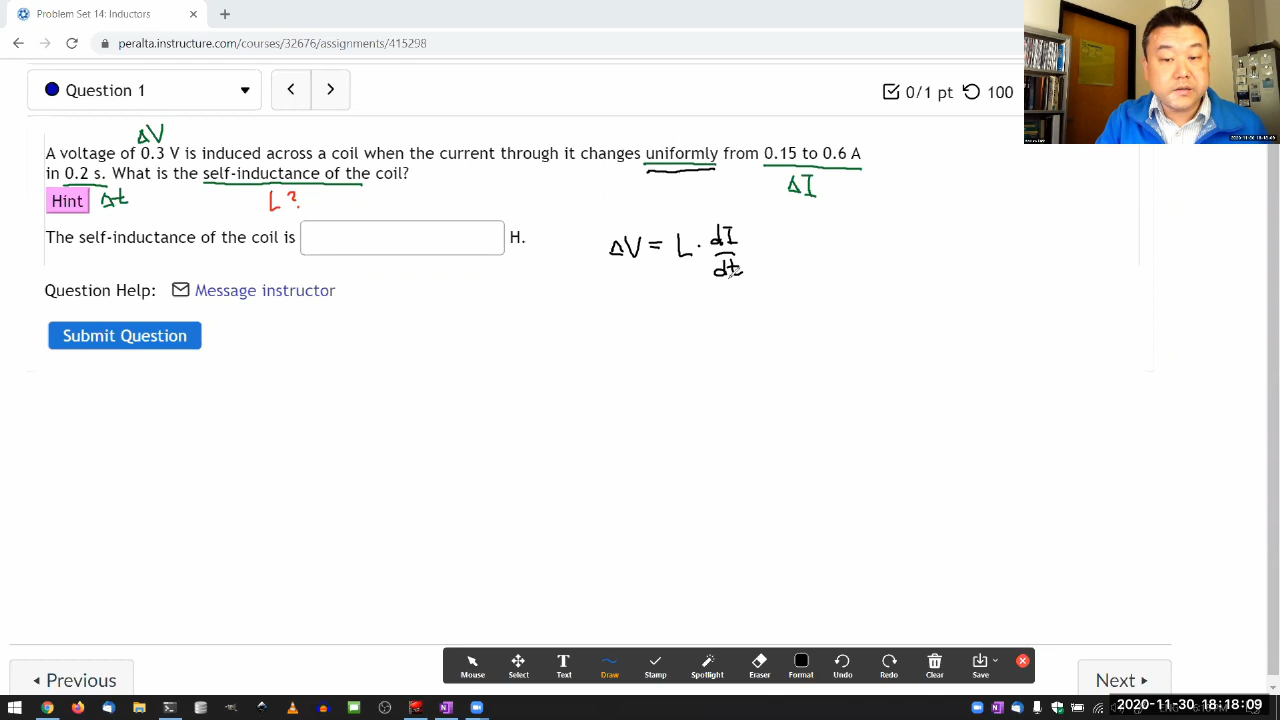 Problem Set 14: Inductors
peralta.instructure.com/courses/32676/assignments/415298
Question 1
0/1 pt 100
ΔV
A voltage of 0.3 V is induced across a coil when the current through it changes uniformly from 0.15 to 0.6 A
in 0.2 s. What is the self-inductance of the coil?
Hint Δt L? ΔI
The self-inductance of the coil is H.
ΔV = L · dI/dt
Question Help: Message instructor
Submit Question
Mouse Select Text Draw Stamp Spotlight Eraser Format Undo Redo Clear Save
Previous Next
2020-11-30 18:18:09